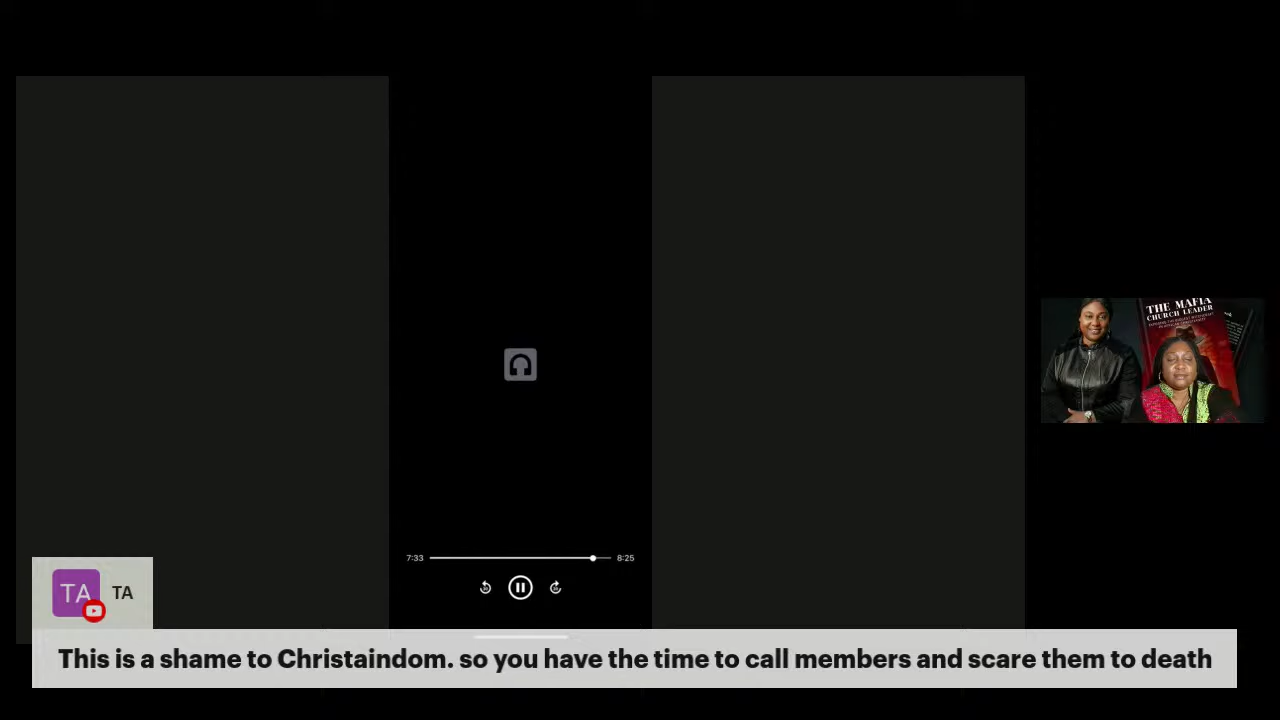 THE MAFIA
CHURCH LEADER
7:33
8:25
TA
TA
This is a shame to Christaindom. so you have the time to call members and scare them to death